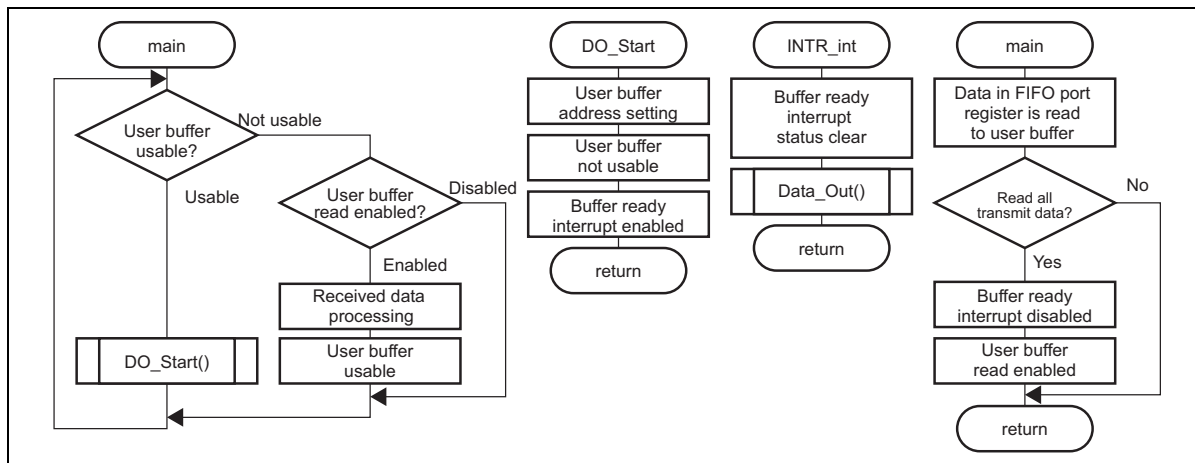 main
User buffer
usable?
Not usable
Usable
User buffer
read enabled?
Disabled
Enabled
Received data
processing
User buffer
usable
DO_Start()
DO_Start
User buffer
address setting
User buffer
not usable
Buffer ready
interrupt enabled
return
INTR_int
Buffer ready
interrupt
status clear
Data_Out()
return
main
Data in FIFO port
register is read
to user buffer
Read all
transmit data?
No
Yes
Buffer ready
interrupt disabled
User buffer
read enabled
return